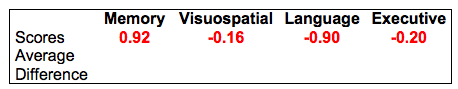 Memory Visuospatial Language Executive
Scores 0.92 -0.16 -0.90 -0.20
Average
Difference